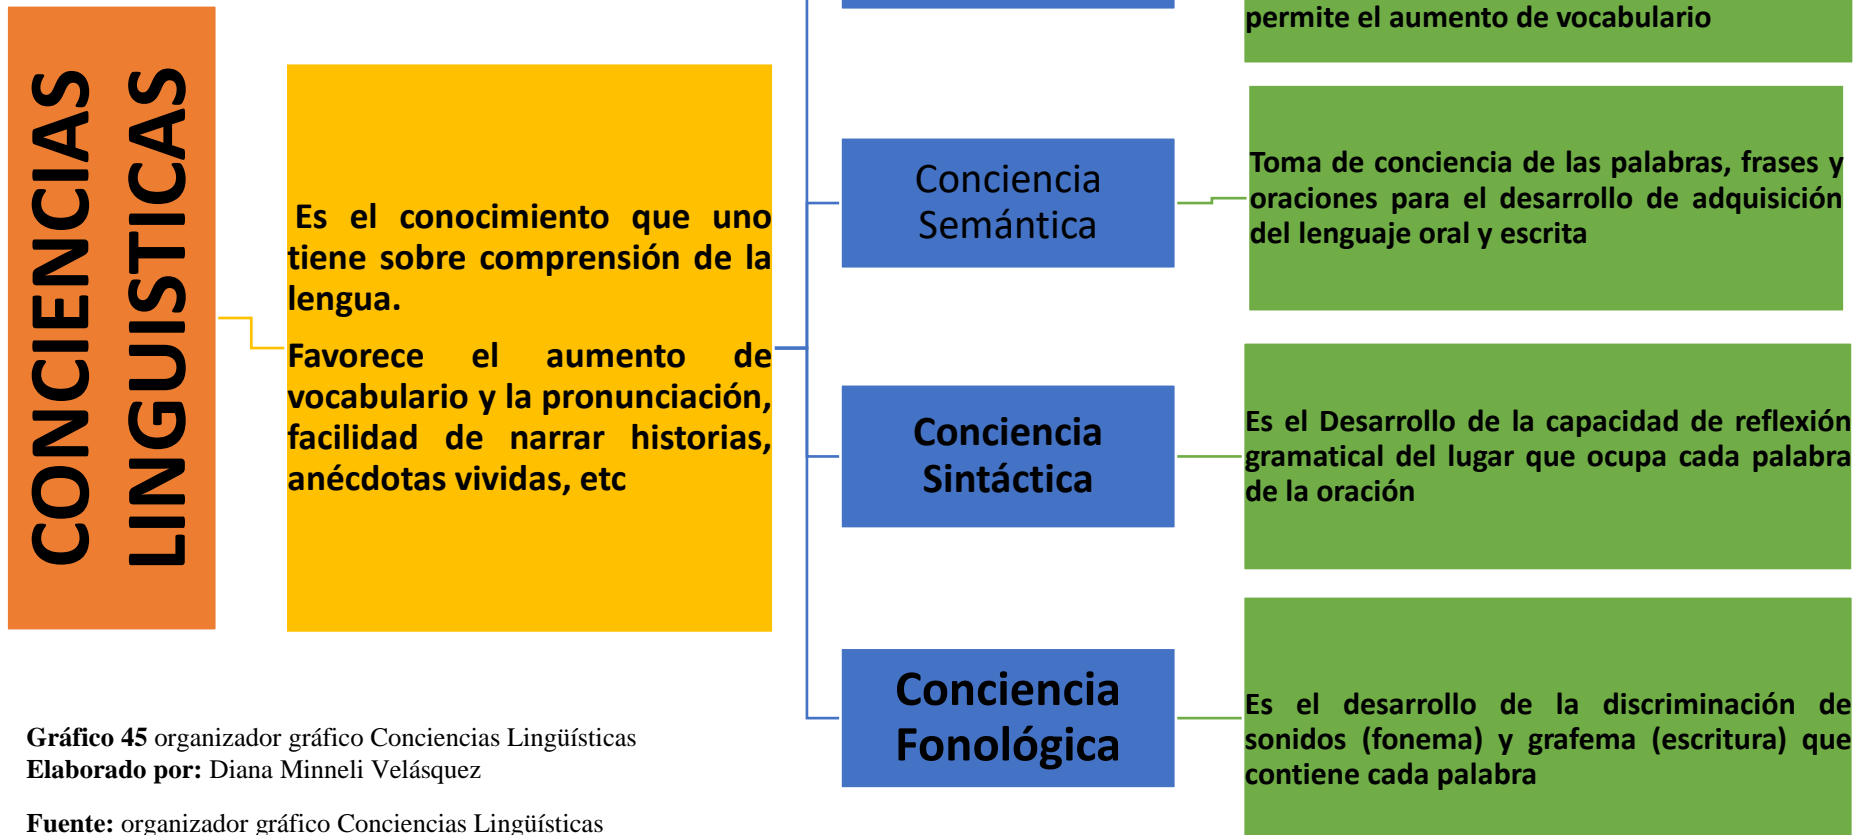 CONCIENCIAS
LINGUISTICAS
Es el conocimiento que uno
tiene sobre comprensión de la
lengua.
Favorece el aumento de
vocabulario y la pronunciación,
facilidad de narrar historias,
anécdotas vividas, etc
permite el aumento de vocabulario
Conciencia
Semántica
Toma de conciencia de las palabras, frases y
oraciones para el desarrollo de adquisición
del lenguaje oral y escrita
Conciencia
Sintáctica
Es el Desarrollo de la capacidad de reflexión
gramatical del lugar que ocupa cada palabra
de la oración
Conciencia
Fonológica
Es el desarrollo de la discriminación de
sonidos (fonema) y grafema (escritura) que
contiene cada palabra
Gráfico 45 organizador gráfico Conciencias Lingüísticas
Elaborado por: Diana Minneli Velásquez
Fuente: organizador gráfico Conciencias Lingüísticas